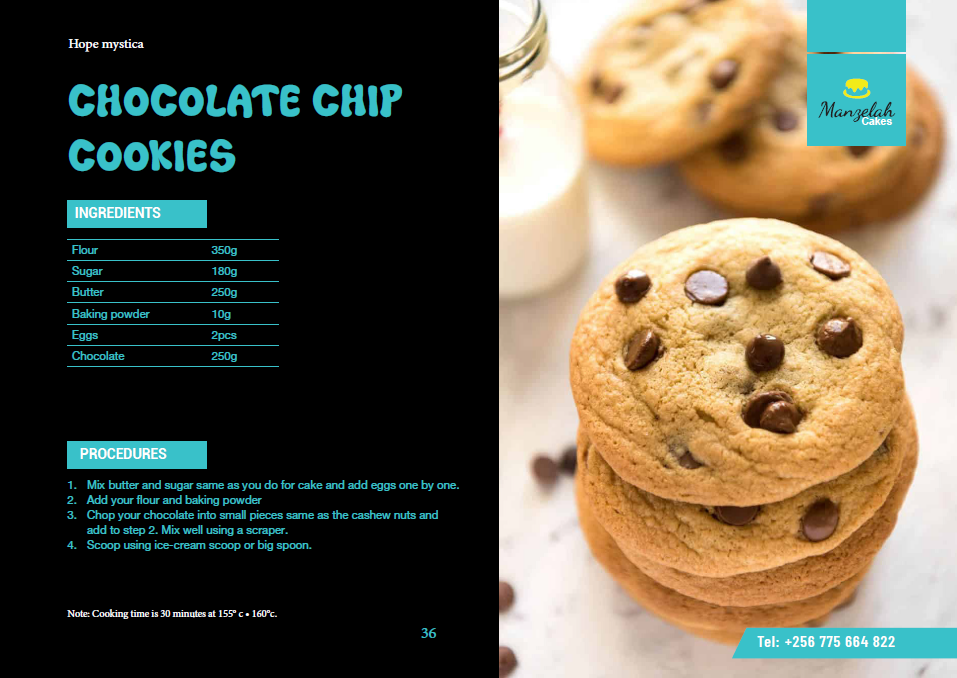 Hope mystica
CHOCOLATE CHIP
COOKIES
INGREDIENTS
Flour 350g
Sugar 180g
Butter 250g
Baking powder 10g
Eggs 2pcs
Chocolate 250g
PROCEDURES
1. Mix butter and sugar same as you do for cake and add eggs one by one.
2. Add your flour and baking powder
3. Chop your chocolate into small pieces same as the cashew nuts and
add to step 2. Mix well using a scraper.
4. Scoop using ice-cream scoop or big spoon.
Note: Cooking time is 30 minutes at 155° c • 160°c.
36
Manzelah
Cakes
Tel: +256 775 664 822